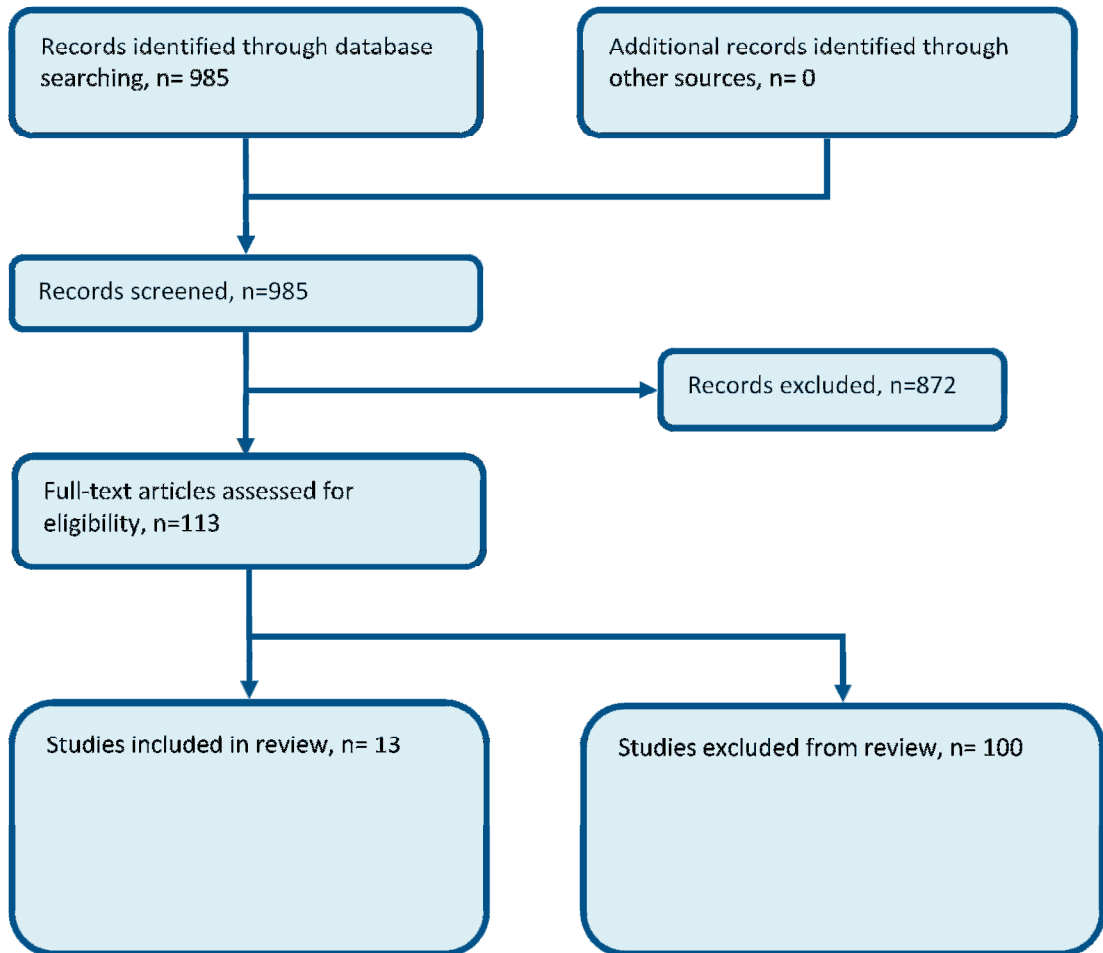 Records identified through database
searching, n= 985
Additional records identified through
other sources, n= 0
Records screened, n=985
Records excluded, n=872
Full-text articles assessed for
eligibility, n=113
Studies included in review, n= 13
Studies excluded from review, n= 100